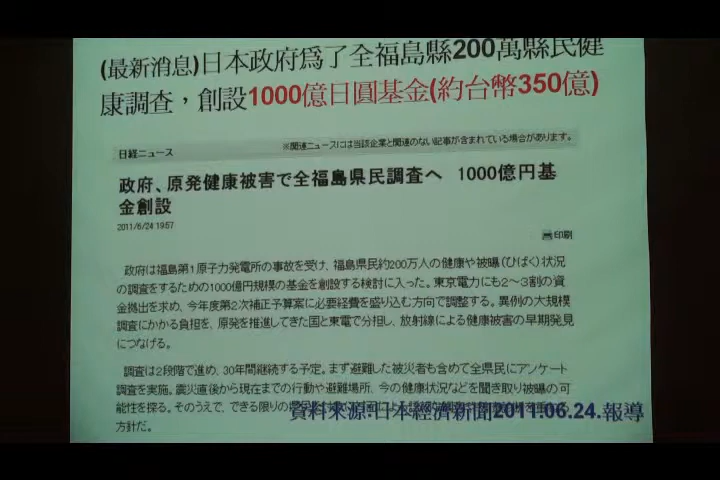 (最新消息)日本政府為了全福島縣200萬縣民健
康調查，創設1000億日圓基金(約台幣350億)
日経ニュース
※関連ニュースには当該企業と関連のない記事が含まれている場合があります。
政府、原発健康被害で全福島県民調査へ 1000億円基
金創設
2011/6/24 19:57
印刷
政府は福島第1原子力発電所の事故を受け、福島県民約200万人の健康や被曝(ひばく)状況
の調査をするための1000億円規模の基金を創設する検討に入った。東京電力にも2～3割の資
金拠出を求め、今年度第2次補正予算案に必要経費を盛り込む方向で調整する。異例の大規模
調査にかかる負担を、原発を推進してきた国と東電で分担し、放射線による健康被害の早期発見
につなげる。
調査は2段階で進め、30年間継続する予定。まず避難した被災者も含めて全県民にアンケート
調査を実施。震災直後から現在までの行動や避難場所、今の健康状況などを聞き取り被曝の可
能性を探る。そのうえで、できる限りの
方針だ。
資料來源:日本經濟新聞2011.06.24.報導